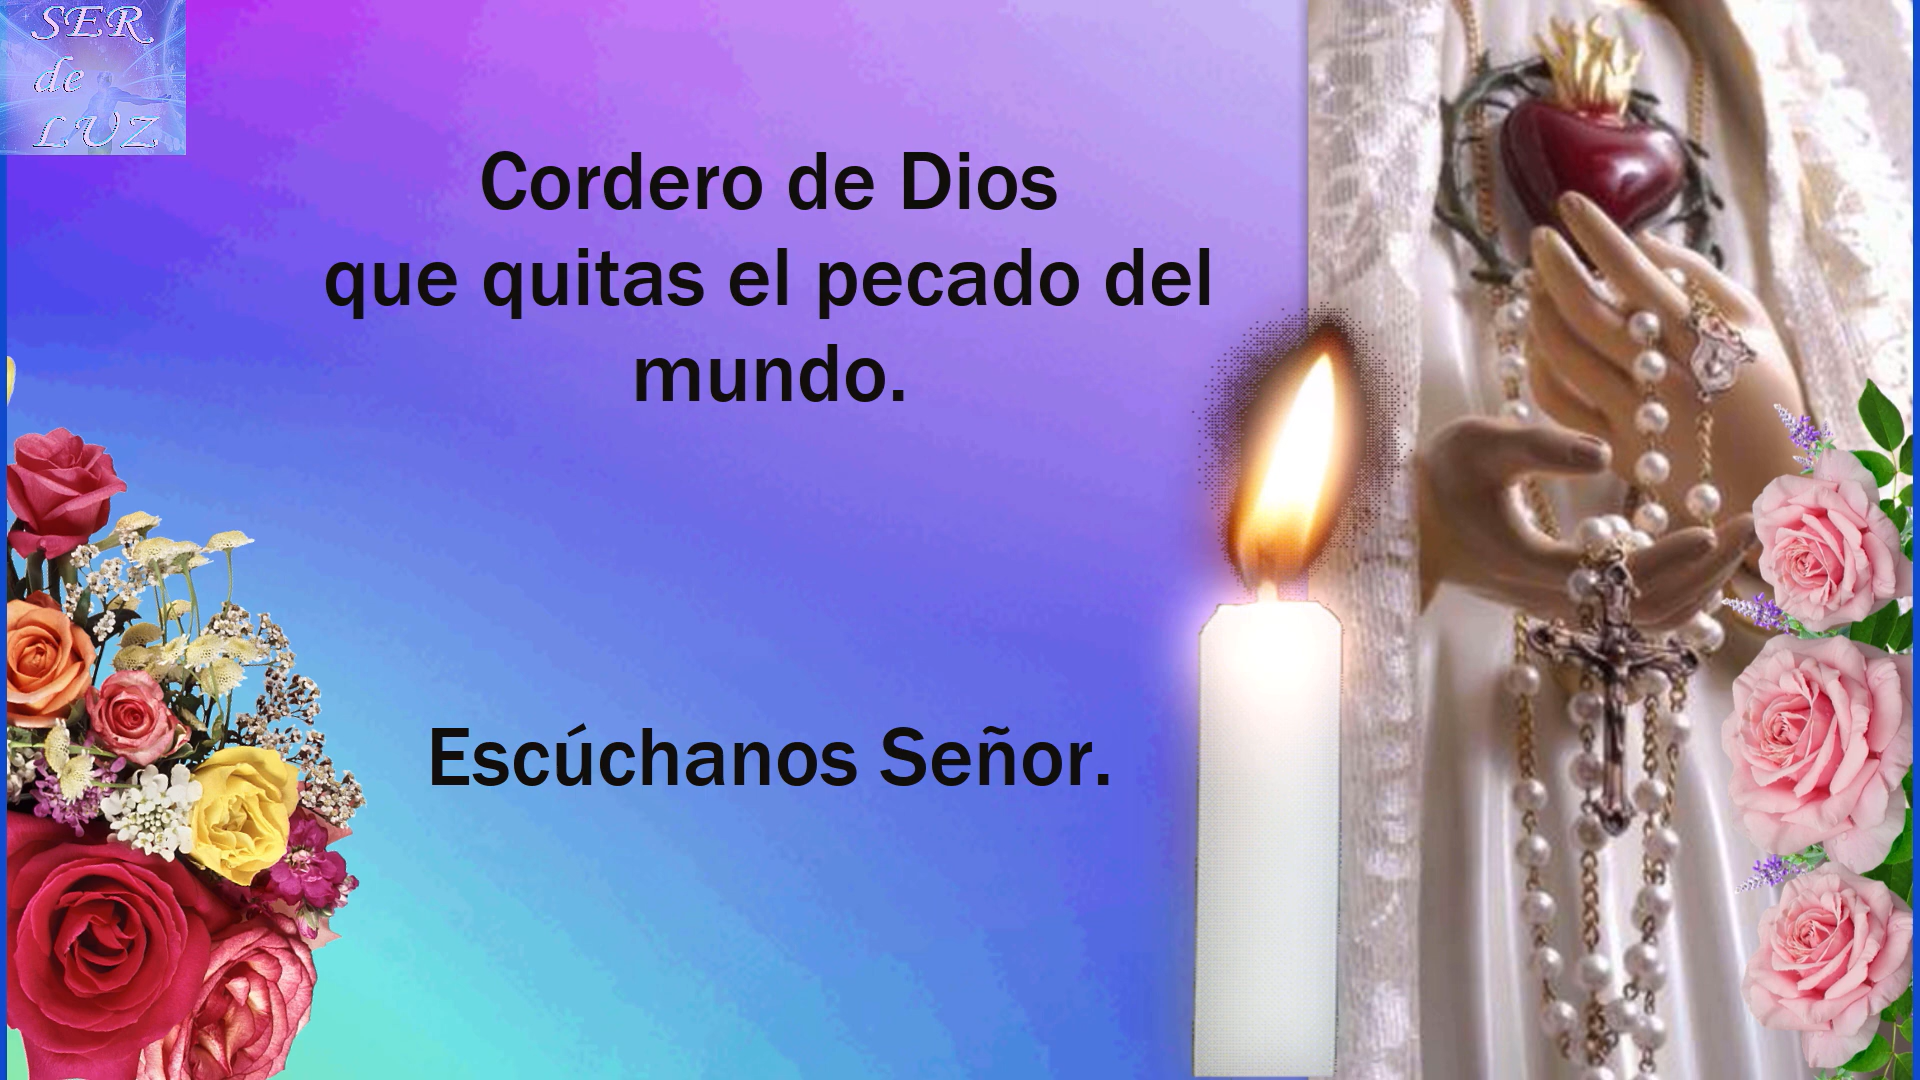 SER
de
LUZ
Cordero de Dios
que quitas el pecado del
mundo.
Escúchanos Señor.